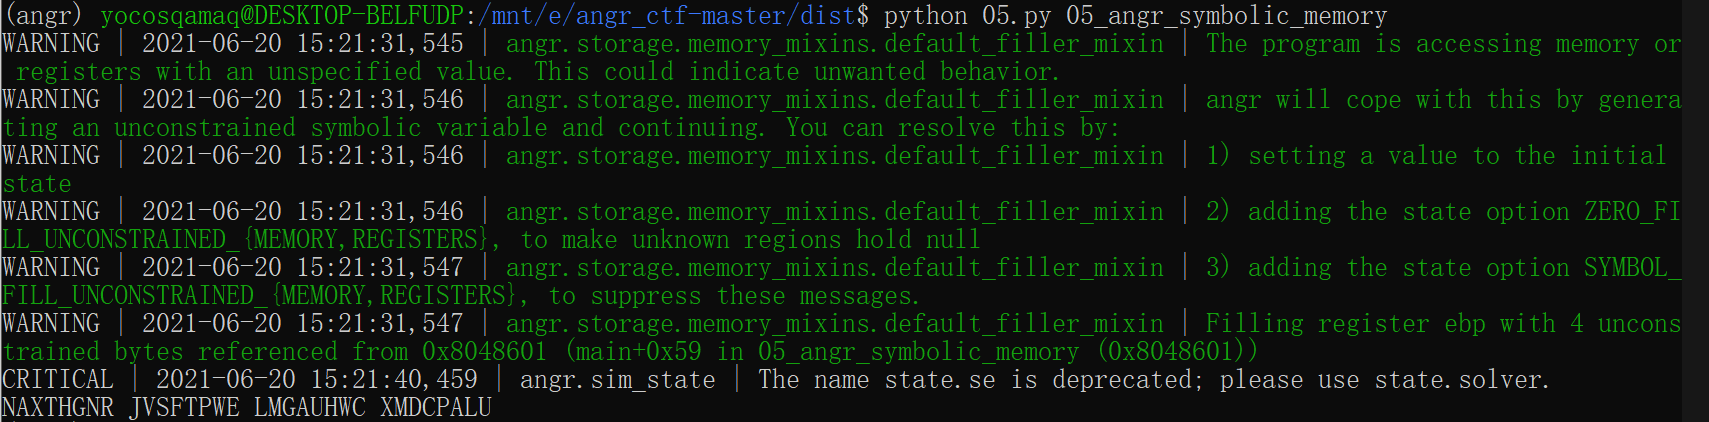 (angr) yocosqamaq@DESKTOP-BELFUDP:/mnt/e/angr_ctf-master/dist$ python 05.py 05_angr_symbolic_memory
WARNING | 2021-06-20 15:21:31,545 | angr.storage.memory_mixins.default_filler_mixin | The program is accessing memory or
 registers with an unspecified value. This could indicate unwanted behavior.
WARNING | 2021-06-20 15:21:31,546 | angr.storage.memory_mixins.default_filler_mixin | angr will cope with this by genera
ting an unconstrained symbolic variable and continuing. You can resolve this by:
WARNING | 2021-06-20 15:21:31,546 | angr.storage.memory_mixins.default_filler_mixin | 1) setting a value to the initial
state
WARNING | 2021-06-20 15:21:31,546 | angr.storage.memory_mixins.default_filler_mixin | 2) adding the state option ZERO_FI
LL_UNCONSTRAINED_{MEMORY,REGISTERS}, to make unknown regions hold null
WARNING | 2021-06-20 15:21:31,547 | angr.storage.memory_mixins.default_filler_mixin | 3) adding the state option SYMBOL_
FILL_UNCONSTRAINED_{MEMORY,REGISTERS}, to suppress these messages.
WARNING | 2021-06-20 15:21:31,547 | angr.storage.memory_mixins.default_filler_mixin | Filling register ebp with 4 uncons
trained bytes referenced from 0x8048601 (main+0x59 in 05_angr_symbolic_memory (0x8048601))
CRITICAL | 2021-06-20 15:21:40,459 | angr.sim_state | The name state.se is deprecated; please use state.solver.
NAXTHGNR JVSFTPWE LMGAUHWC XMDCPALU